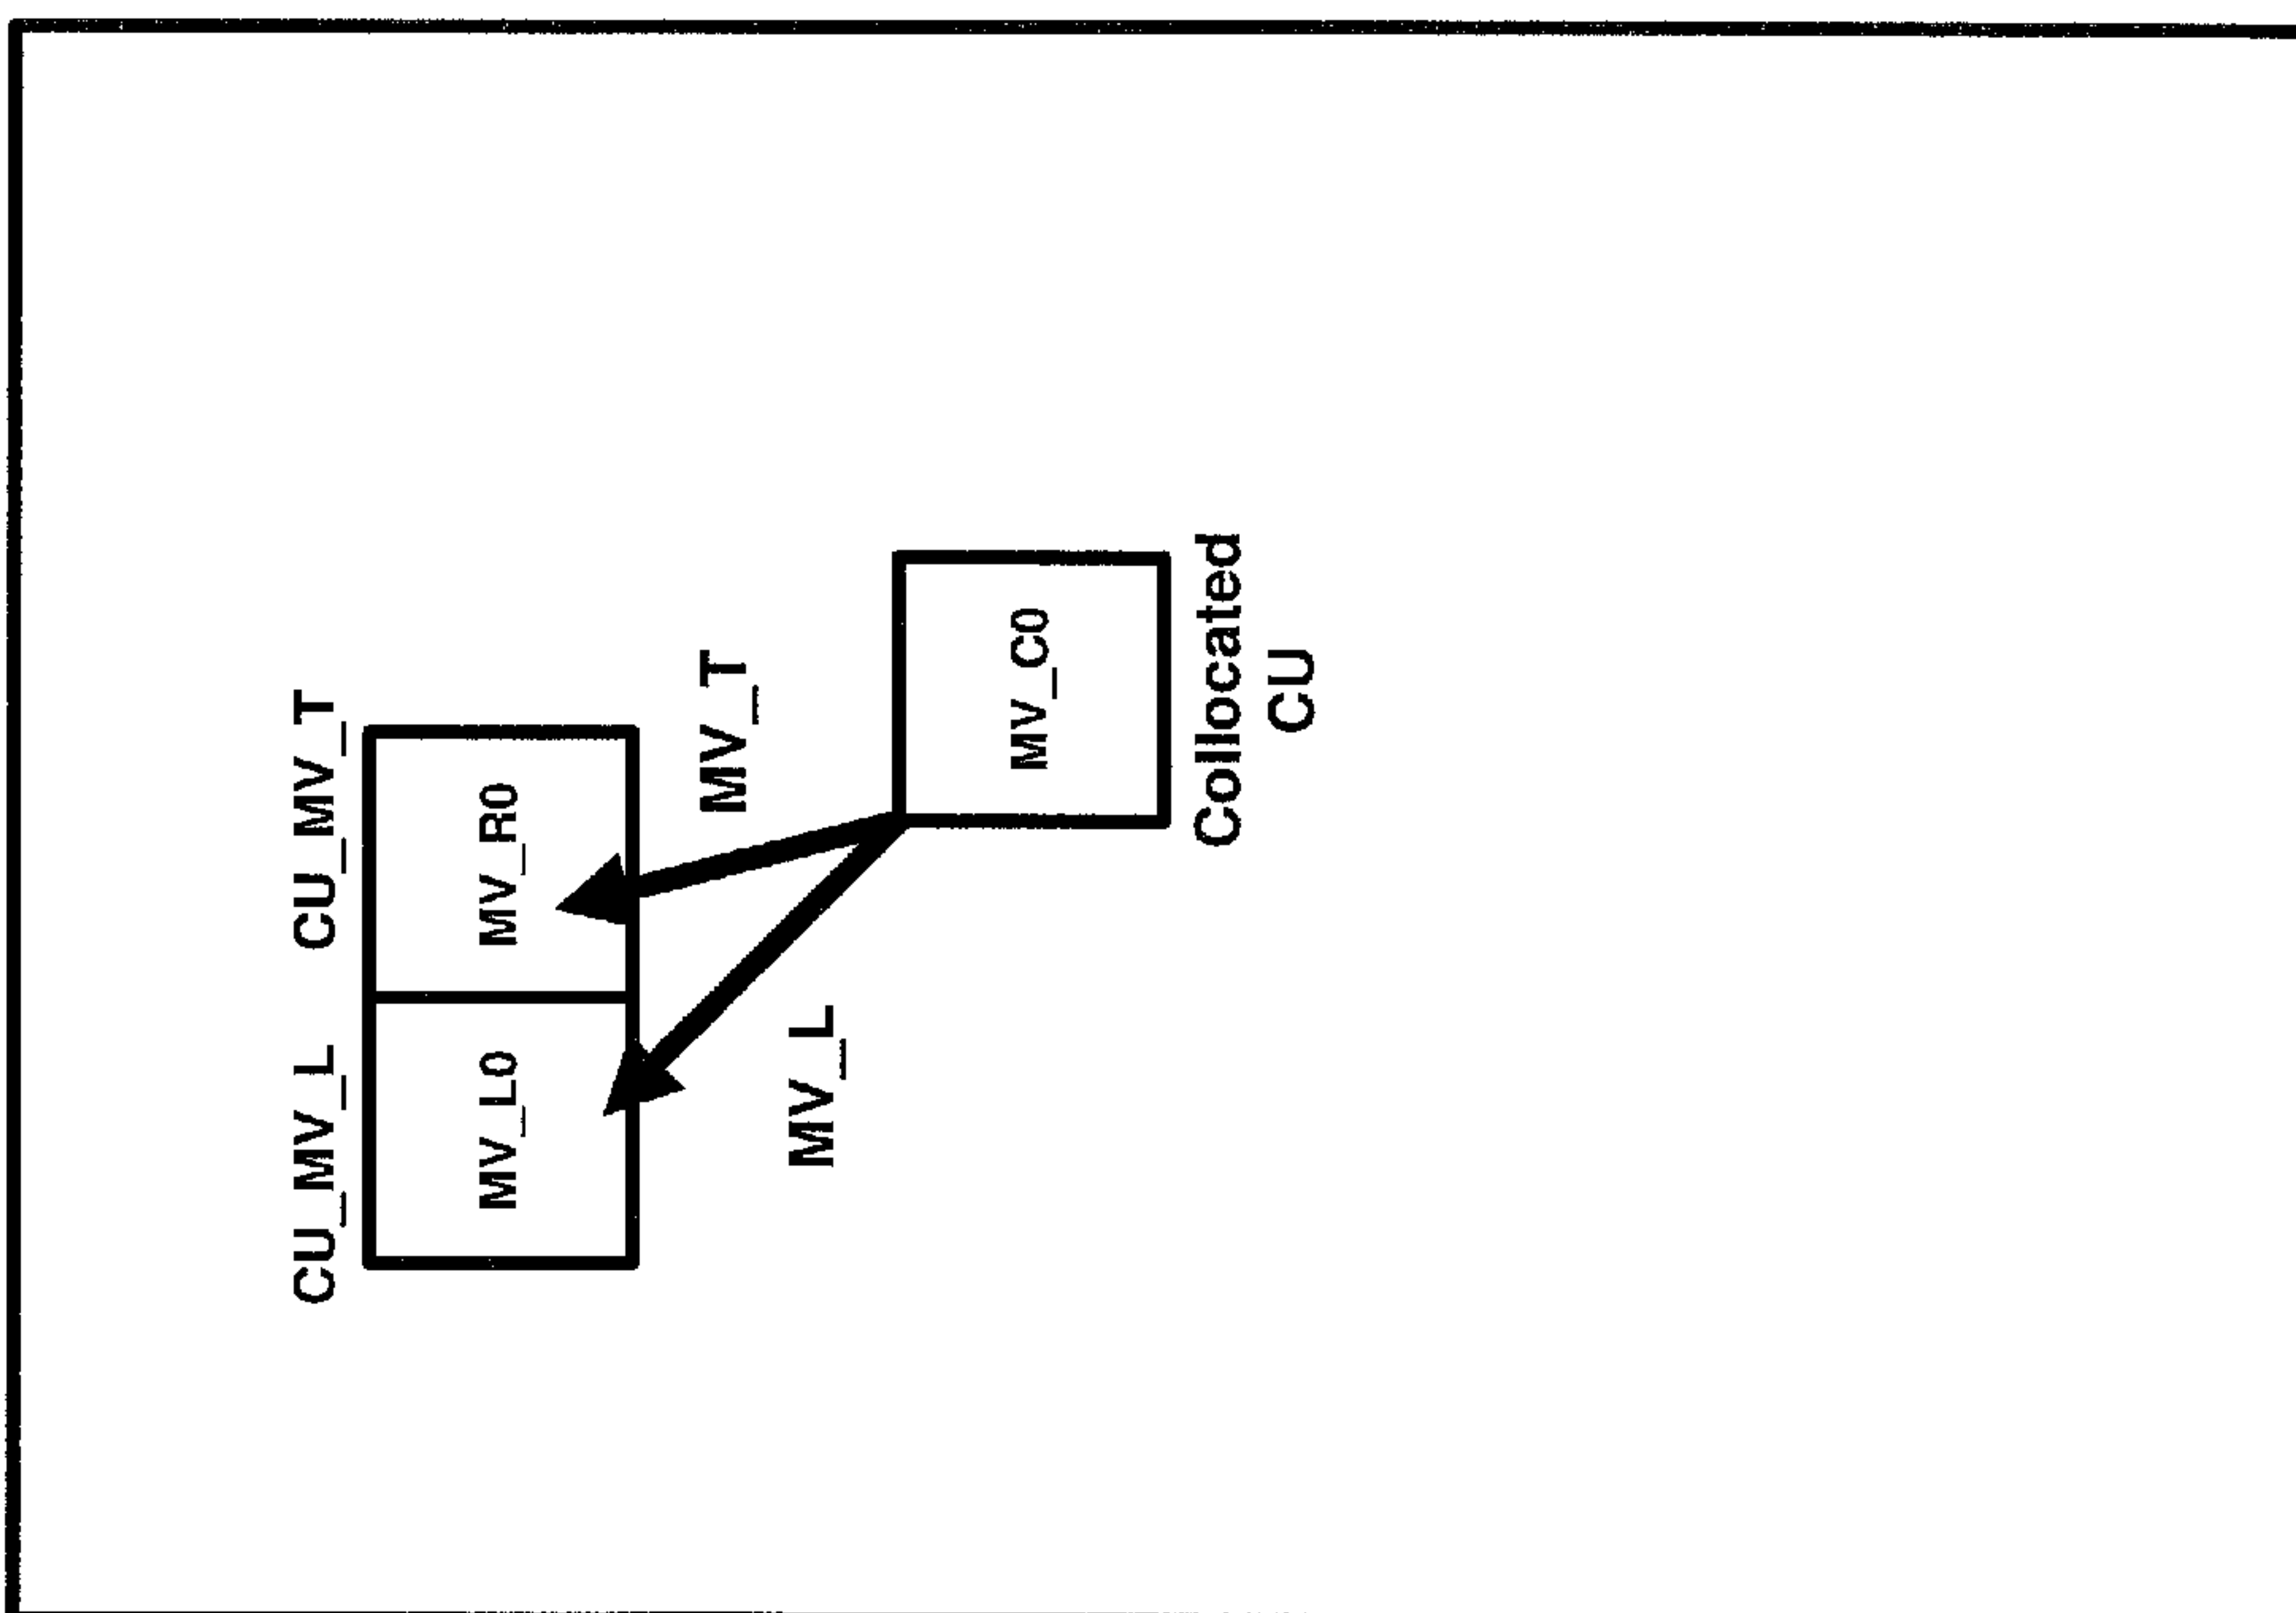 CU_MV_L CU_MV_T
MV_L0 MV_R0
MV_T
MV_L
MV_C0
Collocated
CU